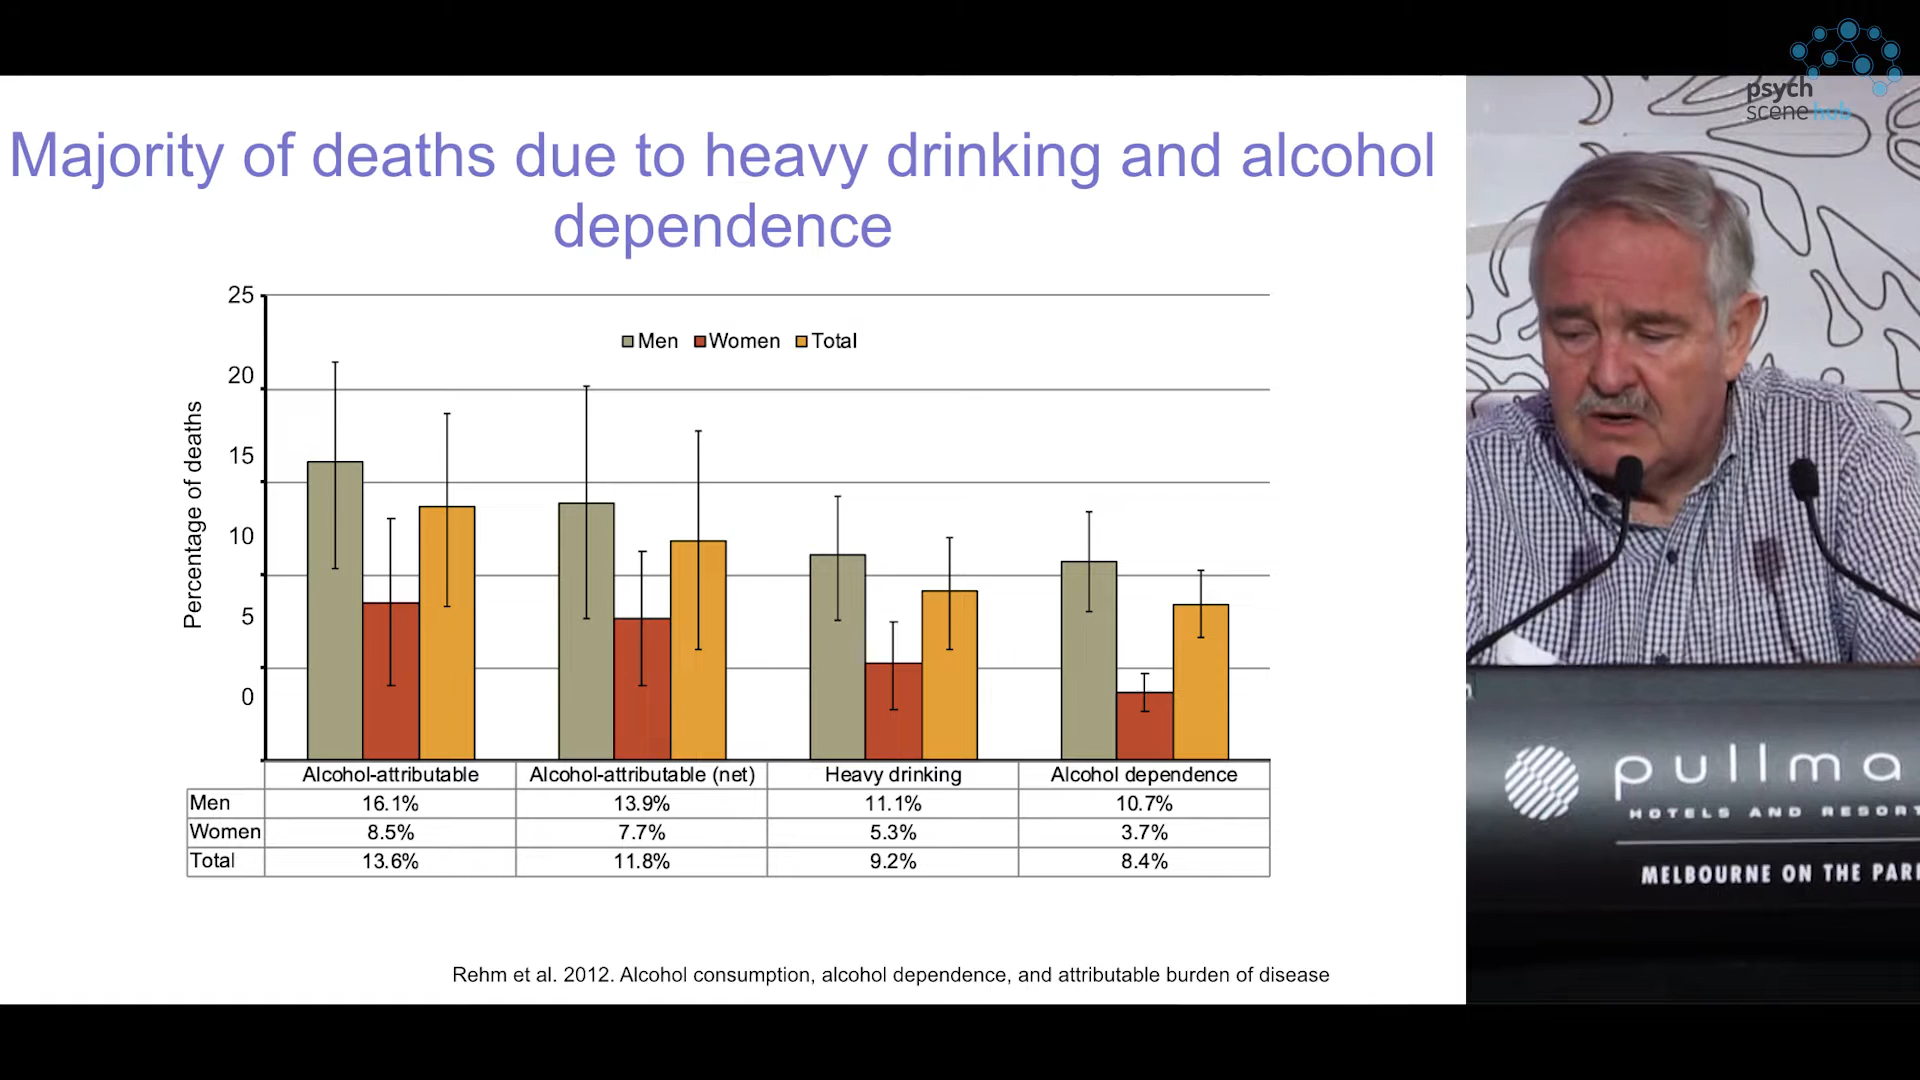 psych
scene hub
Majority of deaths due to heavy drinking and alcohol
dependence
25
20
15
10
5
0
Percentage of deaths
Men Women Total
Alcohol-attributable Alcohol-attributable (net) Heavy drinking Alcohol dependence
Men 16.1% 13.9% 11.1% 10.7%
Women 8.5% 7.7% 5.3% 3.7%
Total 13.6% 11.8% 9.2% 8.4%
Rehm et al. 2012. Alcohol consumption, alcohol dependence, and attributable burden of disease
pullma
HOTELS AND RESORT
MELBOURNE ON THE PAR